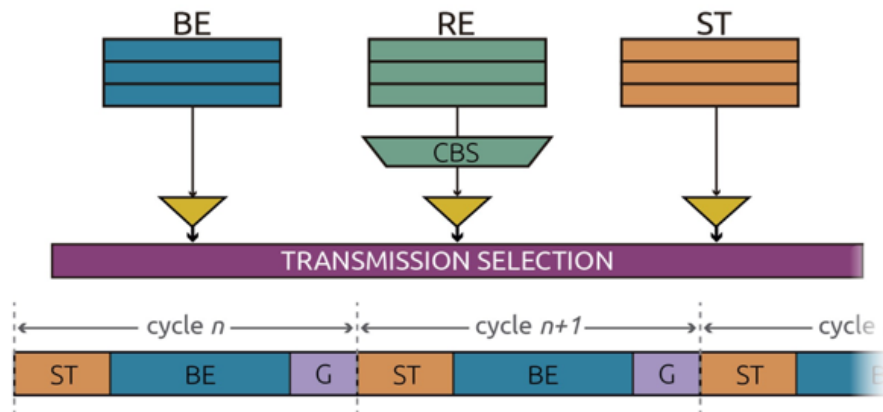 BE RE ST
CBS
TRANSMISSION SELECTION
cycle n cycle n+1 cycle
ST BE G ST BE G ST